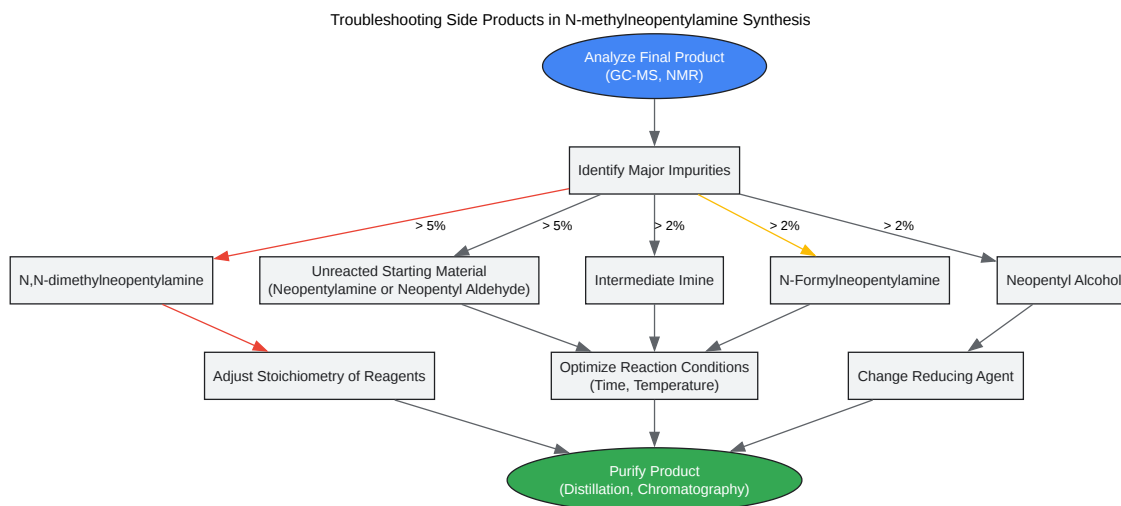 Troubleshooting Side Products in N-methylneopentylamine Synthesis
Analyze Final Product
(GC-MS, NMR)
Identify Major Impurities
> 5%
> 5%
> 2%
> 2%
> 2%
N,N-dimethylneopentylamine
Unreacted Starting Material
(Neopentylamine or Neopentyl Aldehyde)
Intermediate Imine
N-Formylneopentylamine
Neopentyl Alcohol
Adjust Stoichiometry of Reagents
Optimize Reaction Conditions
(Time, Temperature)
Change Reducing Agent
Purify Product
(Distillation, Chromatography)